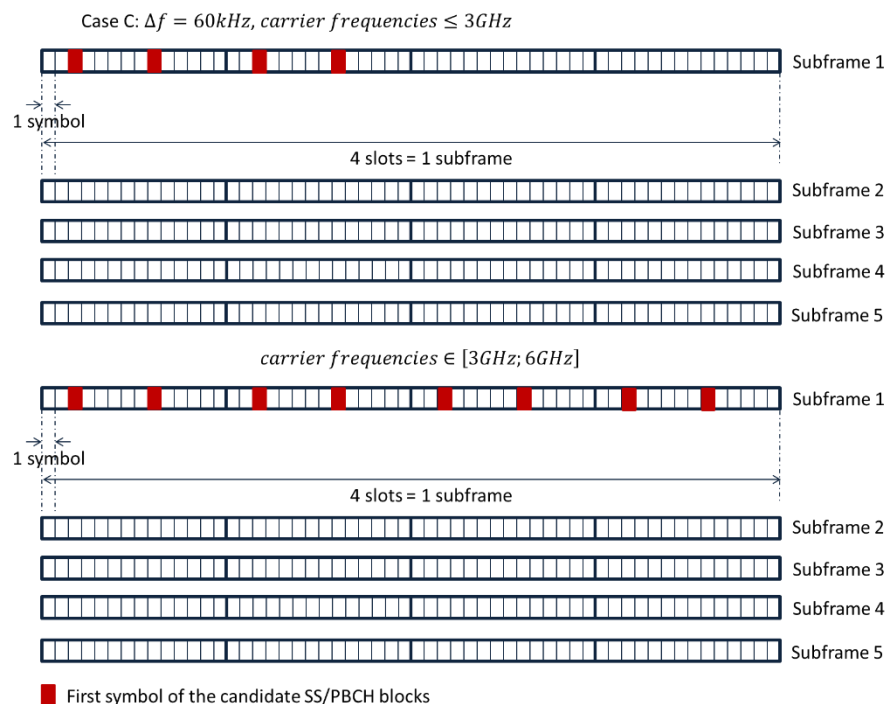 Case C: Δf = 60kHz, carrier frequencies ≤ 3GHz
Subframe 1
1 symbol
4 slots = 1 subframe
Subframe 2
Subframe 3
Subframe 4
Subframe 5
carrier frequencies ∈ [3GHz; 6GHz]
Subframe 1
1 symbol
4 slots = 1 subframe
Subframe 2
Subframe 3
Subframe 4
Subframe 5
First symbol of the candidate SS/PBCH blocks